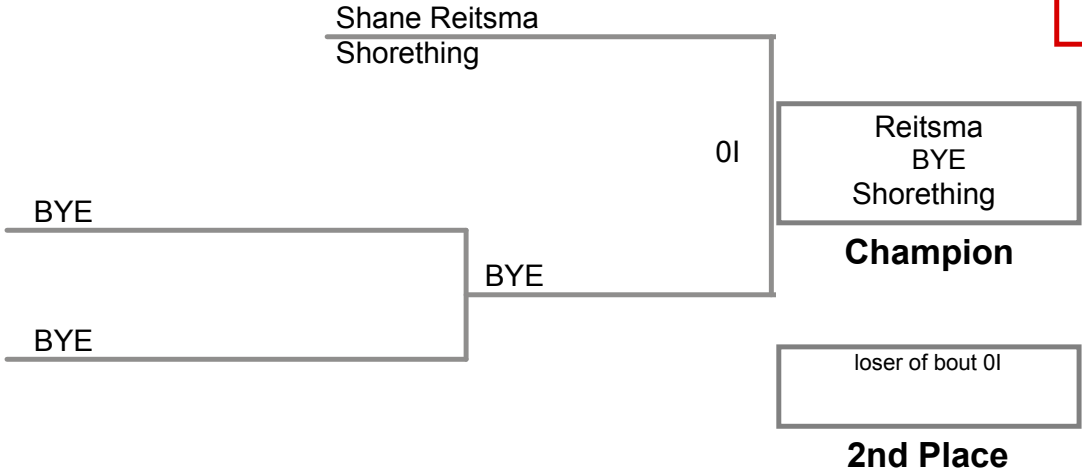 Shane Reitsma
Shorething
0I
Reitsma
BYE
Shorething
Champion
BYE
BYE
BYE
loser of bout 0I
2nd Place